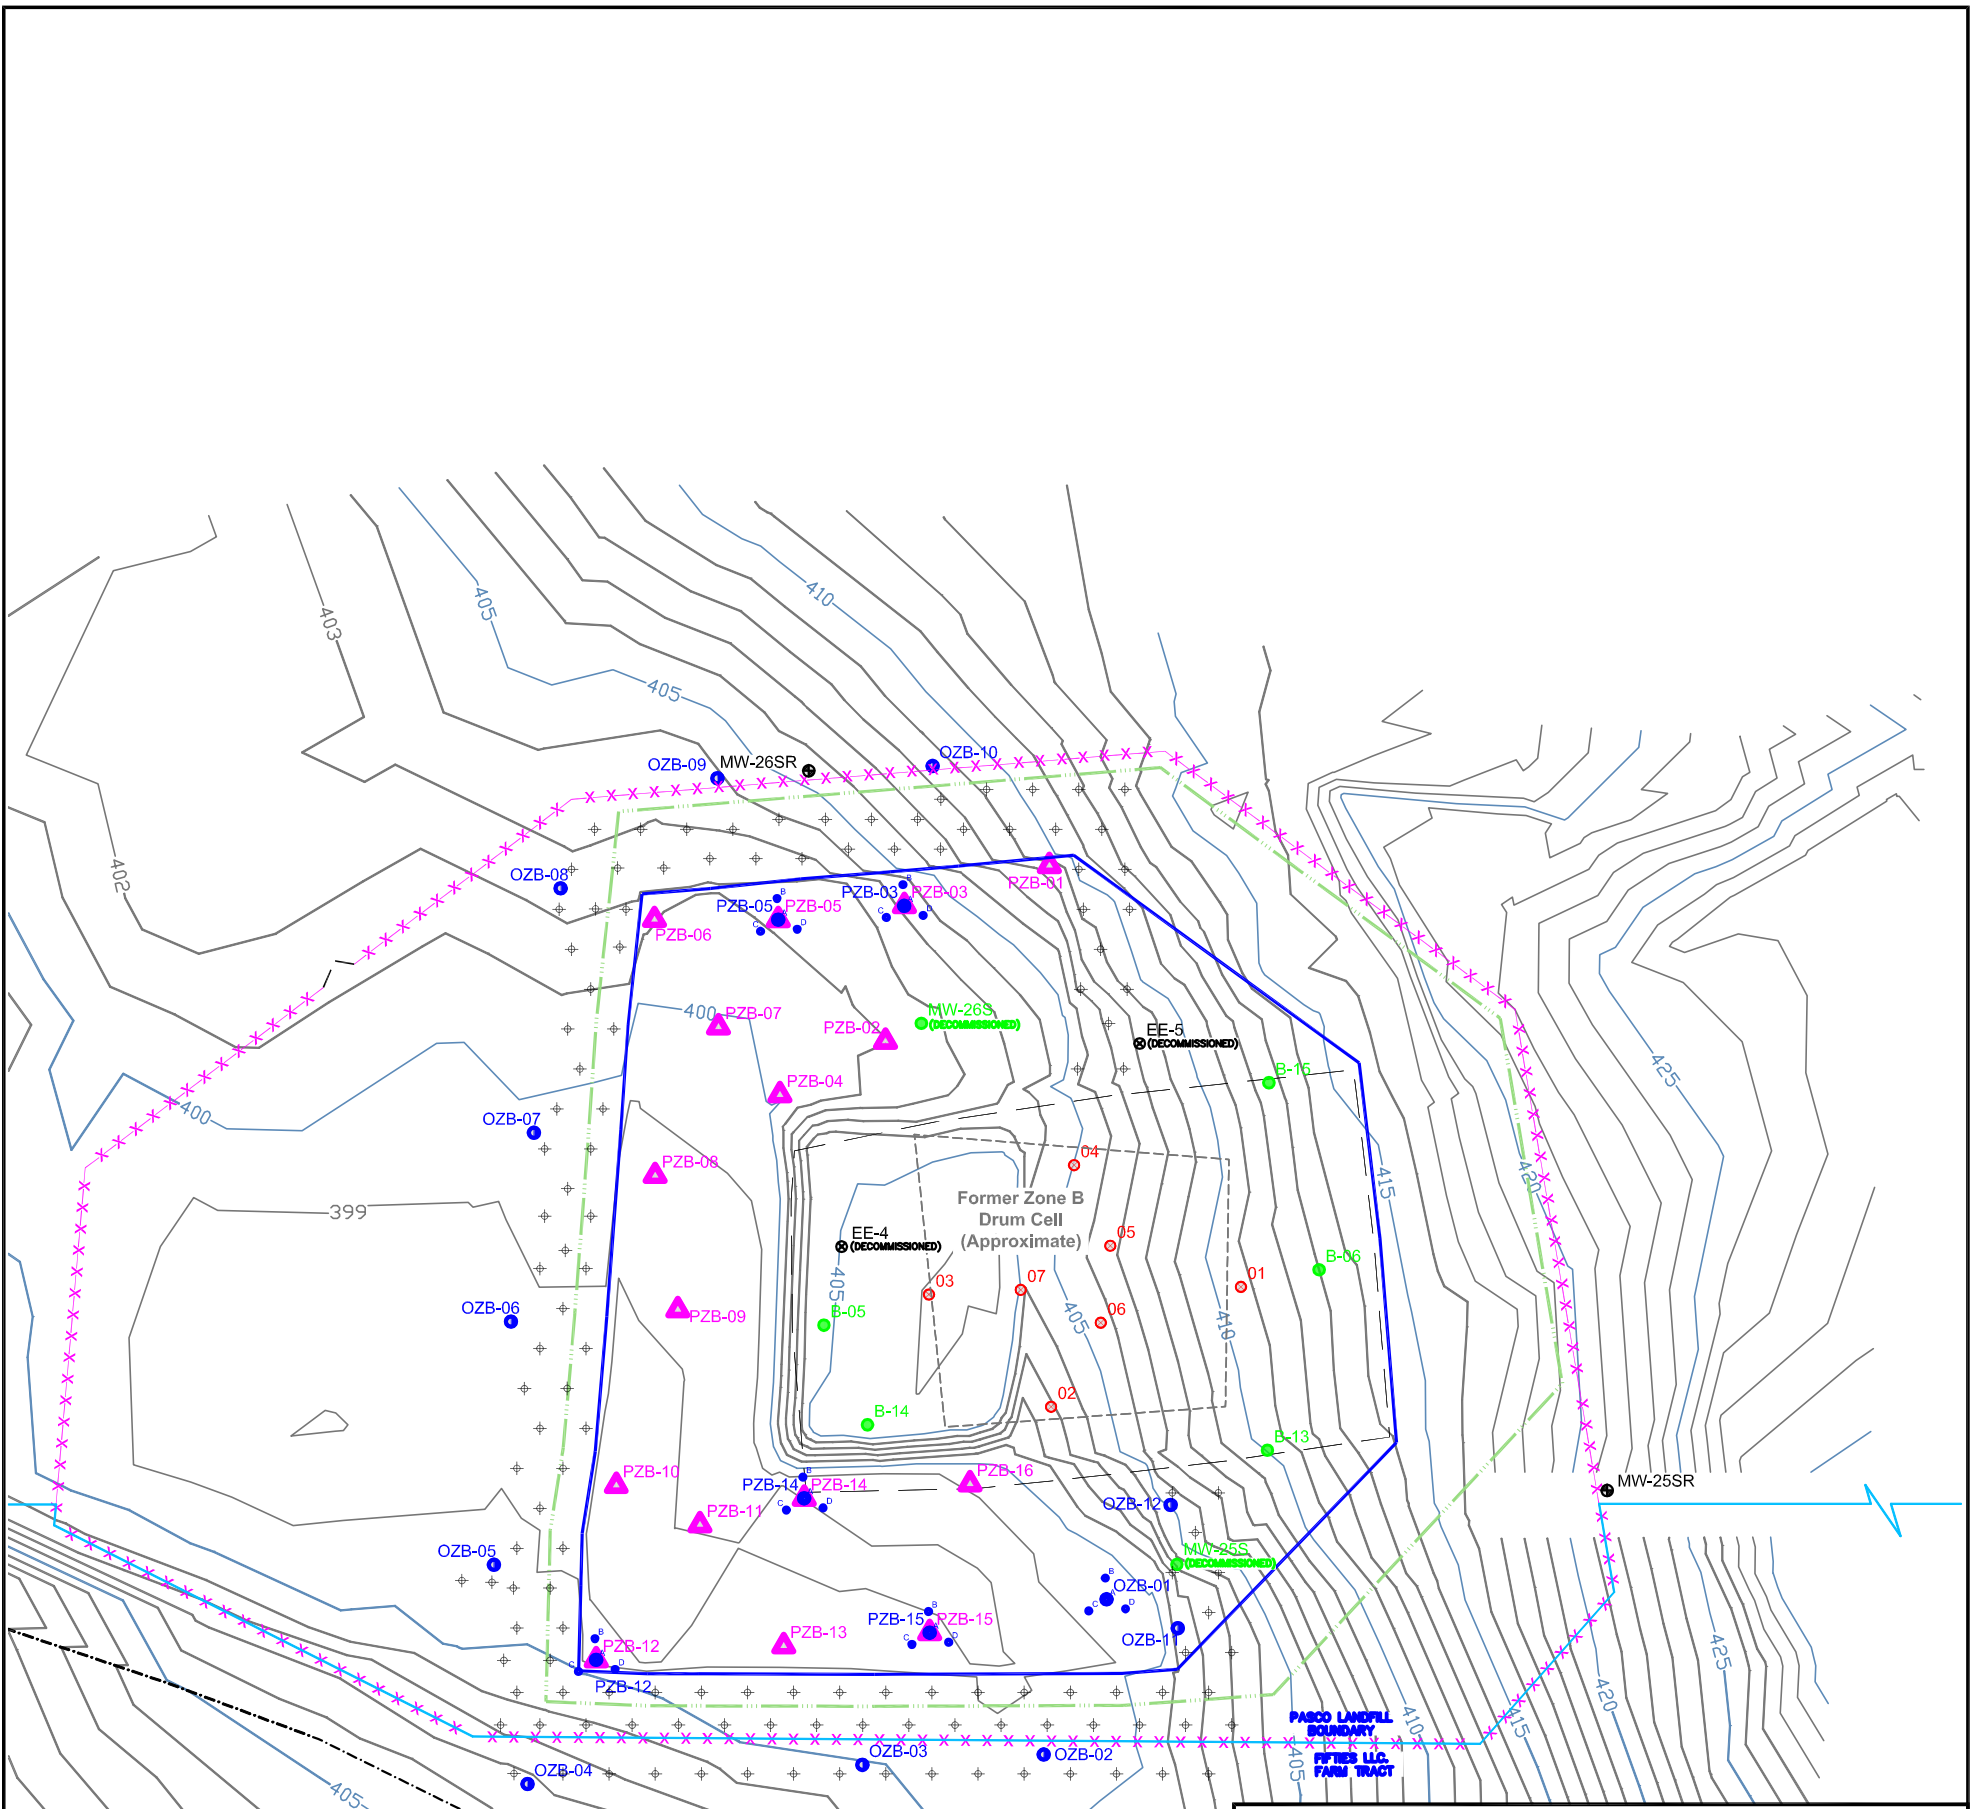 410
405
403
405
OZB-10
OZB-09
MW-26SR
402
OZB-08
PZB-01
PZB-03
PZB-03
B
C
D
PZB-05
PZB-05
B
C
D
PZB-06
PZB-07
400
PZB-02
MW-26S
(DECOMMISSIONED)
EE-5
(DECOMMISSIONED)
425
B-15
PZB-04
400
OZB-07
PZB-08
04
420
415
399
Former Zone B
Drum Cell
(Approximate)
EE-4
(DECOMMISSIONED)
05
B-06
405
03
07
01
OZB-06
PZB-09
B-05
06
405
410
02
B-14
B-13
PZB-10
PZB-14
PZB-14
B
C
D
PZB-16
MW-25SR
OZB-12
PZB-11
OZB-05
MW-25S
(DECOMMISSIONED)
OZB-01
B
A
C
D
PZB-15
PZB-15
B
C
D
OZB-11
PZB-13
PZB-12
B
C
D
PZB-12
425
420
PASCO LANDFILL
BOUNDARY
410
415
FIFTIES LLC.
FARM TRACT
OZB-03
OZB-02
OZB-04
405
405